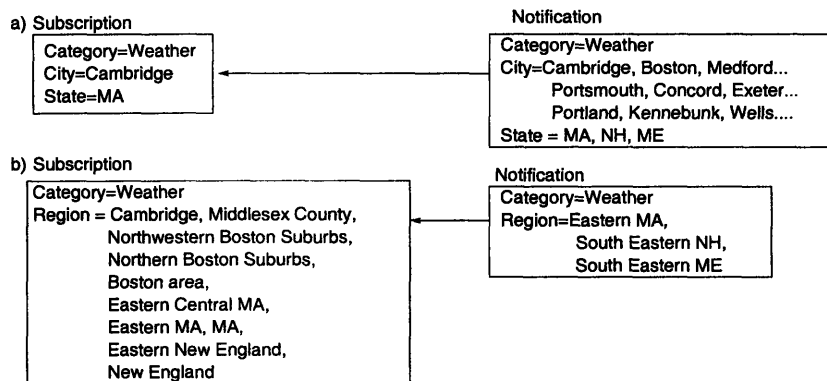 a) Subscription
Category=Weather
City=Cambridge
State=MA
Notification
Category=Weather
City=Cambridge, Boston, Medford...
Portsmouth, Concord, Exeter...
Portland, Kennebunk, Wells....
State = MA, NH, ME
b) Subscription
Category=Weather
Region = Cambridge, Middlesex County,
Northwestern Boston Suburbs,
Northern Boston Suburbs,
Boston area,
Eastern Central MA,
Eastern MA, MA,
Eastern New England,
New England
Notification
Category=Weather
Region=Eastern MA,
South Eastern NH,
South Eastern ME